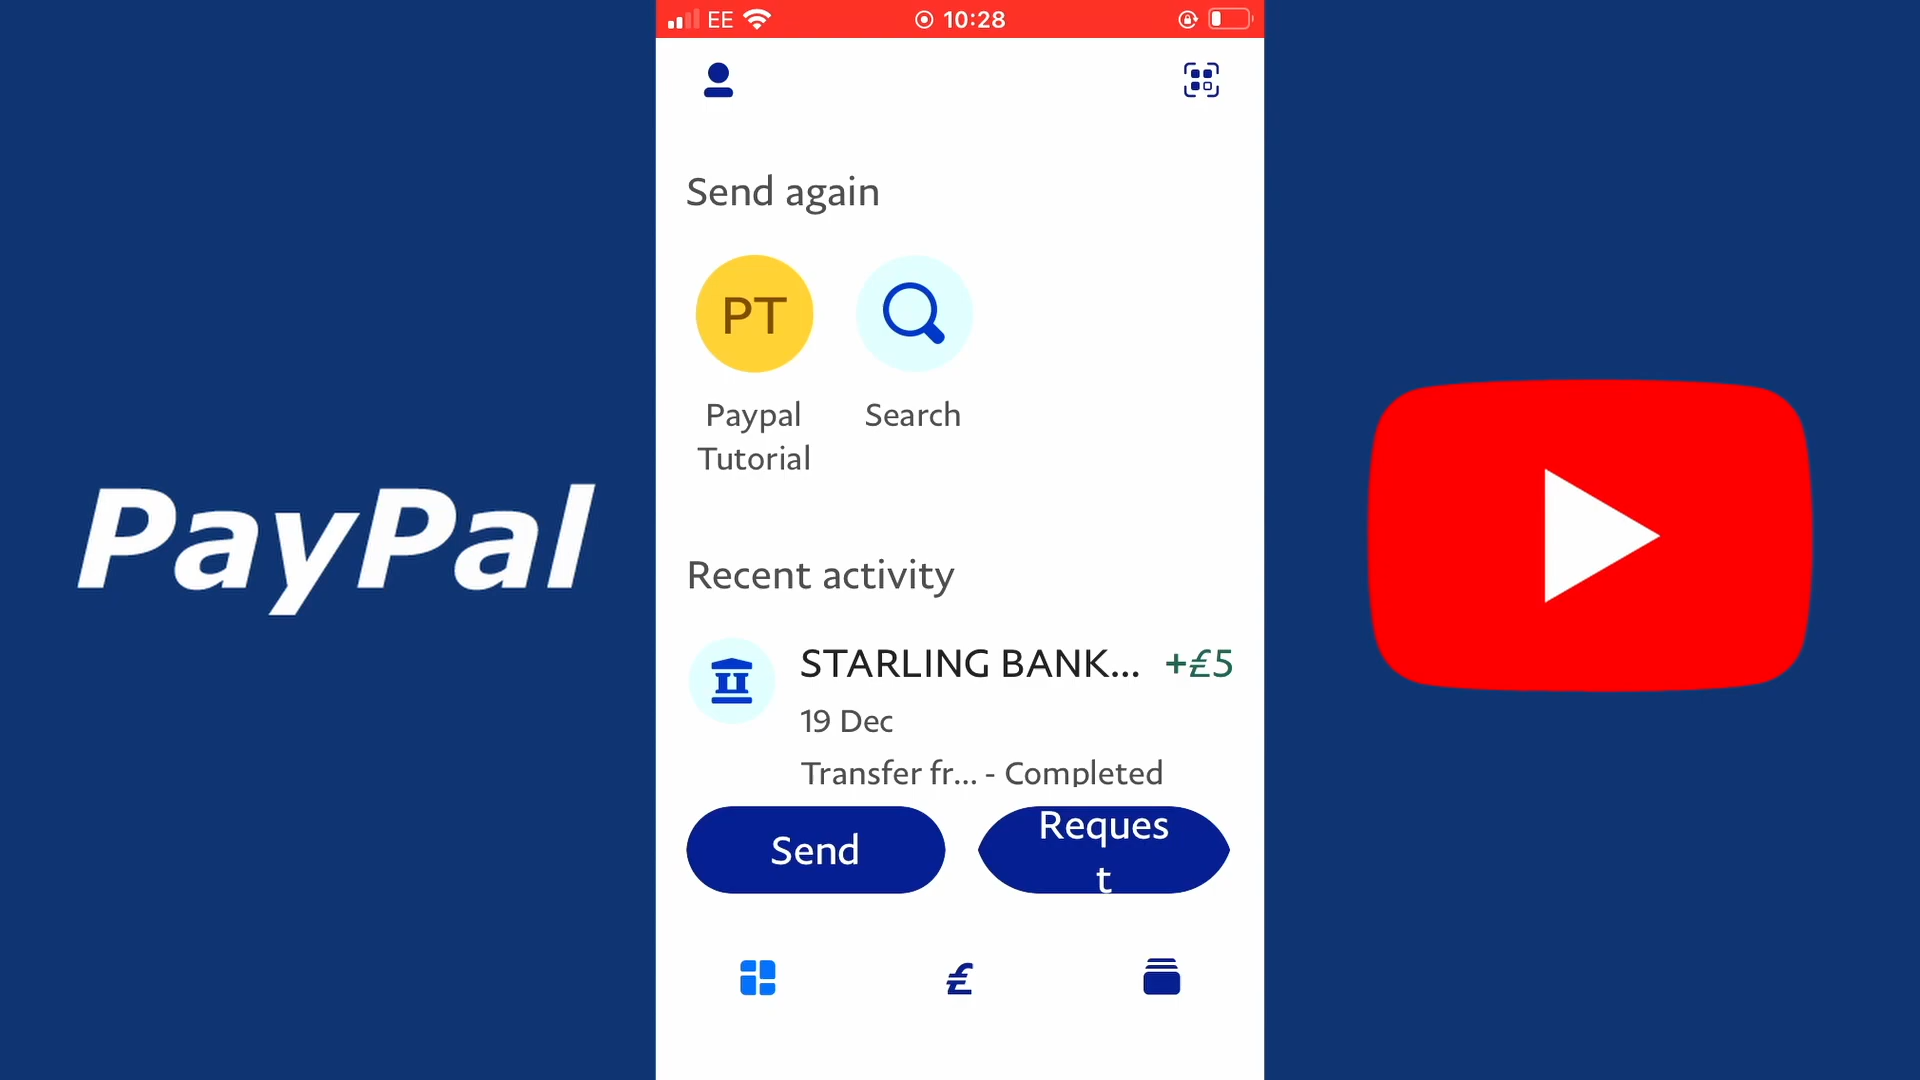 EE 10:28
Send again
PT
Paypal
Tutorial
Search
PayPal
Recent activity
STARLING BANK... +£5
19 Dec
Transfer fr... - Completed
Send
Reques
t
£